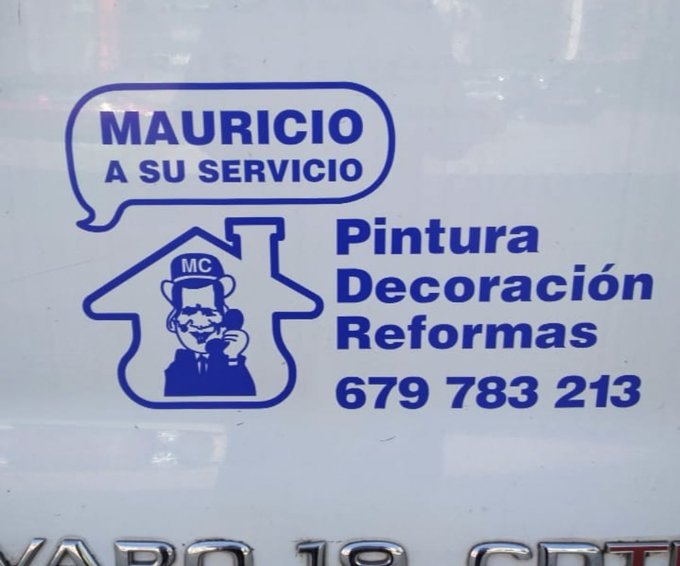 MAURICIO
A SU SERVICIO
MC
Pintura
Decoración
Reformas
679 783 213